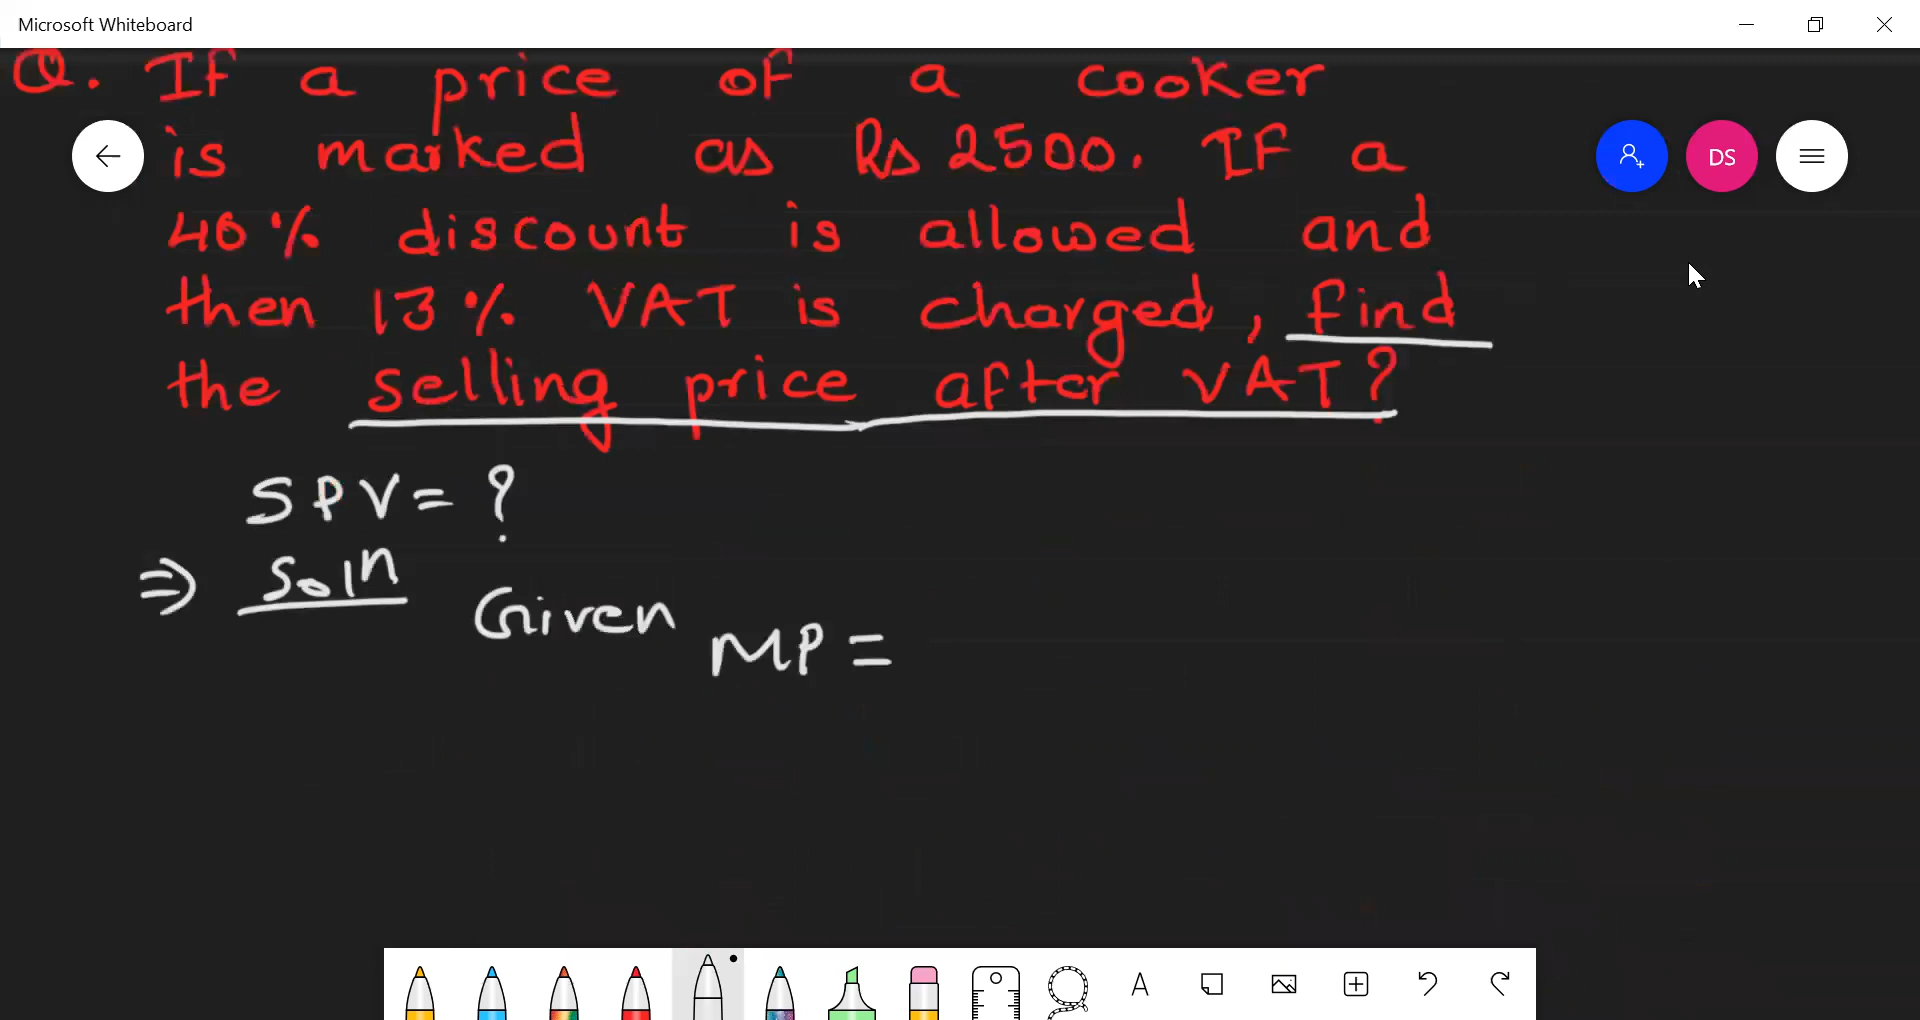 Microsoft Whiteboard
Q. If a price of a cooker
is marked as Rs 2500. IF a
40% discount is allowed and
then 13% VAT is charged, find
the selling price after VAT?
DS
SPV = ?
⇒ Soln
Given
MP =
A